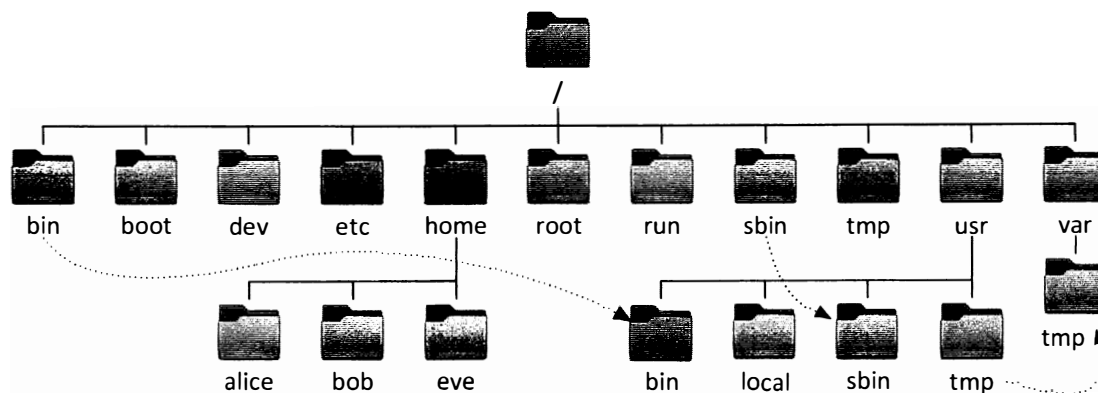 /
bin boot dev etc home root run sbin tmp usr var
tmp
alice bob eve bin local sbin tmp